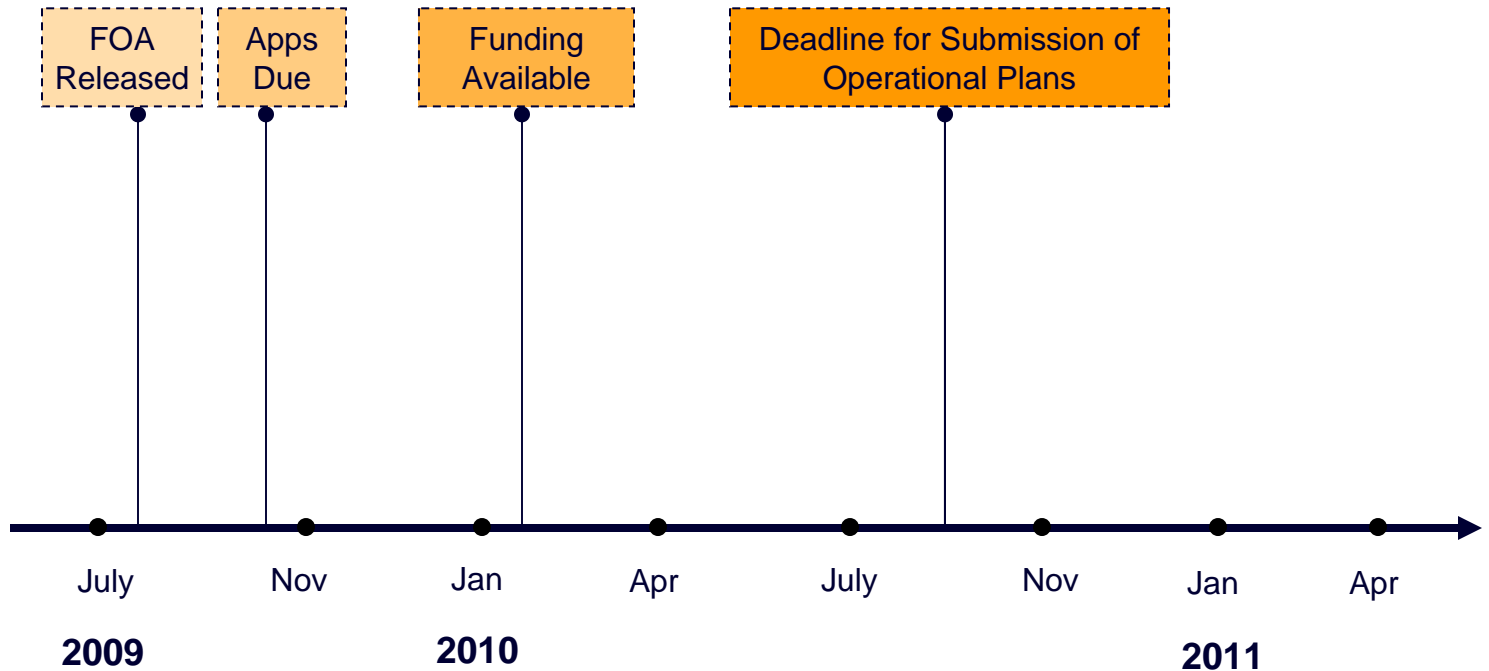 FOA
Released
Apps
Due
Funding
Available
Deadline for Submission of
Operational Plans
July
Nov
Jan
Apr
July
Nov
Jan
Apr
2009
2010
2011